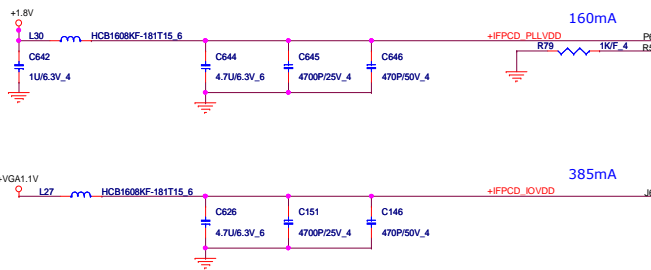 +1.8V
160mA
L30 HCB1608KF-181T15_6 +IFPCD_PLLVDD
R79 1K/F_4
C642 C644 C645 C646
1U/6.3V_4 4.7U/6.3V_6 4700P/25V_4 470P/50V_4
385mA
+VGA1.1V
L27 HCB1608KF-181T15_6 +IFPCD_IOVDD
C626 C151 C146
4.7U/6.3V_6 4700P/25V_4 470P/50V_4